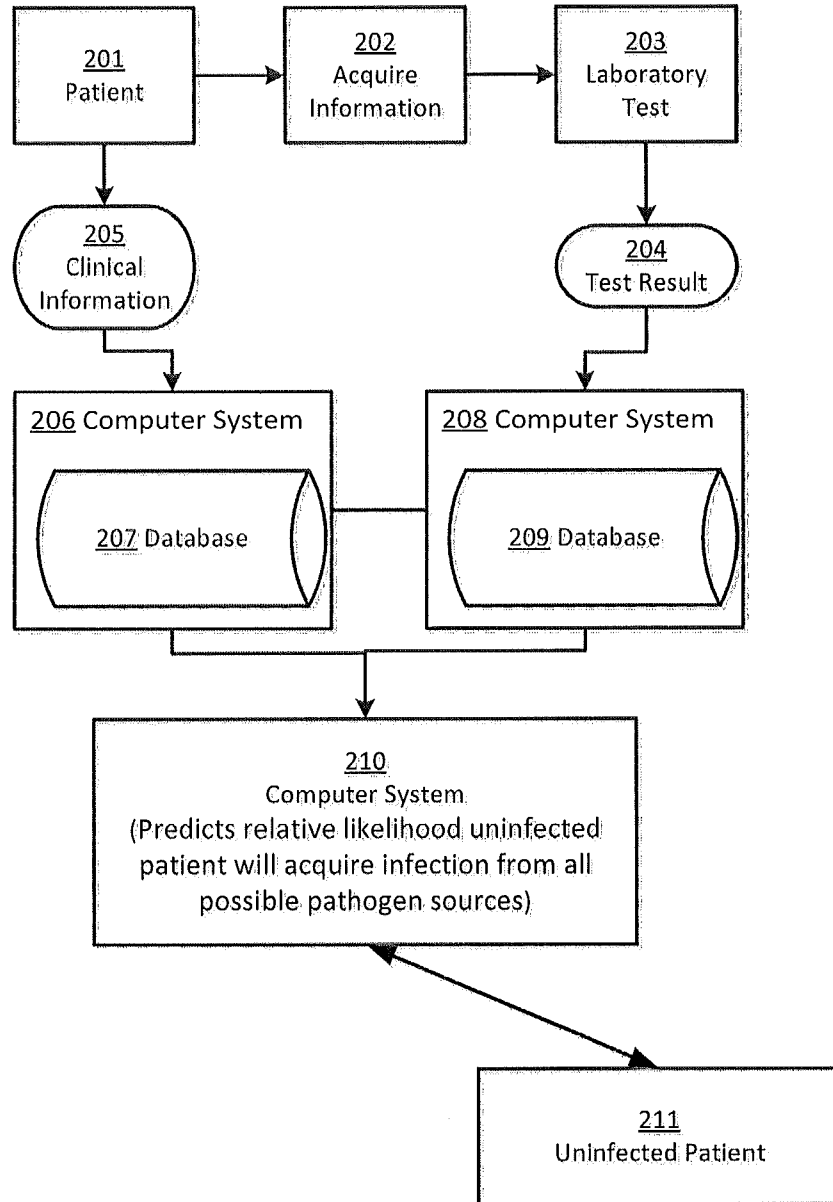 201
Patient
202
Acquire
Information
203
Laboratory
Test
205
Clinical
Information
204
Test Result
206 Computer System
207 Database
208 Computer System
209 Database
210
Computer System
(Predicts relative likelihood uninfected
patient will acquire infection from all
possible pathogen sources)
211
Uninfected Patient